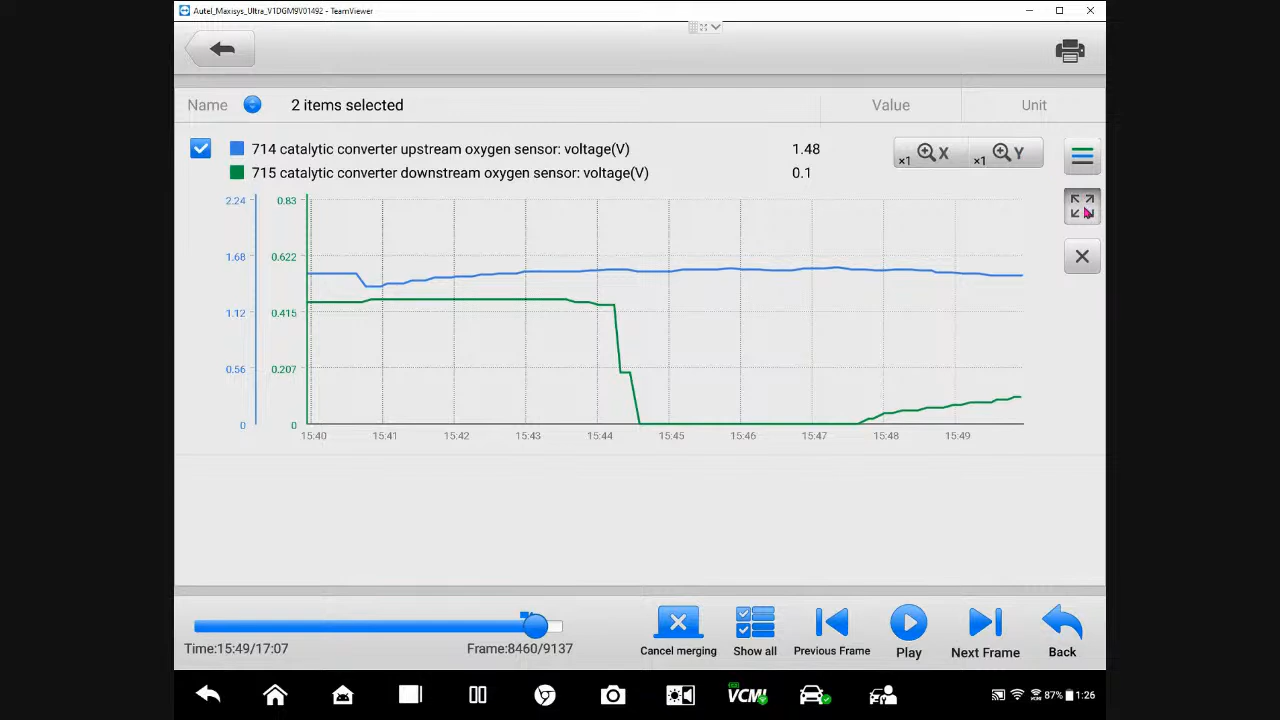 Autel_Maxisys_Ultra_V1DGM9V01492 - TeamViewer
Name 2 items selected Value Unit
714 catalytic converter upstream oxygen sensor: voltage(V) 1.48
×1 X ×1 Y
715 catalytic converter downstream oxygen sensor: voltage(V) 0.1
2.24 0.83
1.68 0.622
1.12 0.415
0.56 0.207
0 0
15:40 15:41 15:42 15:43 15:44 15:45 15:46 15:47 15:48 15:49
Time:15:49/17:07 Frame:8460/9137
Cancel merging Show all Previous Frame Play Next Frame Back
VCMI 87% 1:26